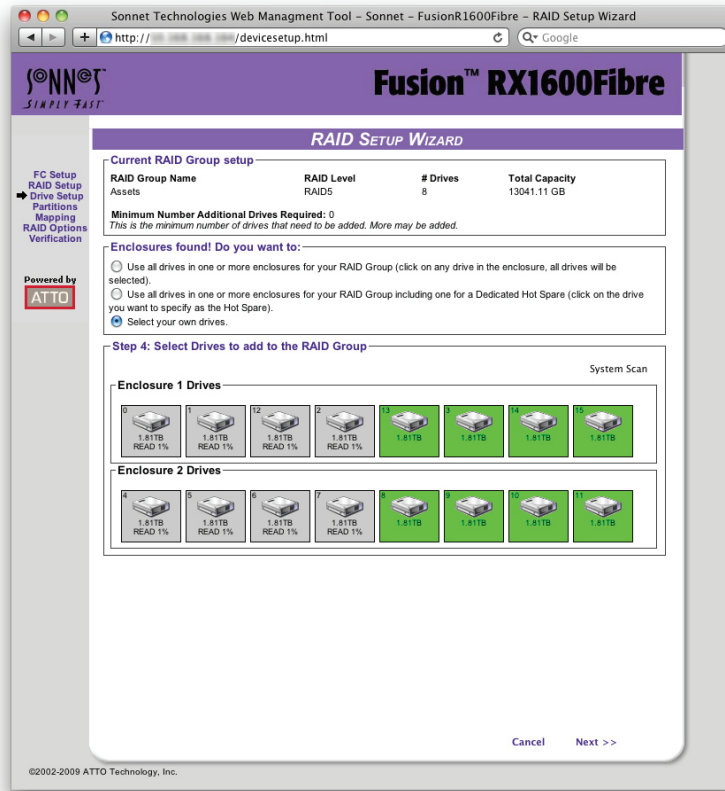 Sonnet Technologies Web Managment Tool – Sonnet – FusionR1600Fibre – RAID Setup Wizard
http:// /devicesetup.html
Google
SONNET
SIMPLY FAST
Fusion™ RX1600Fibre
RAID SETUP WIZARD
FC Setup
RAID Setup
Drive Setup
Partitions
Mapping
RAID Options
Verification
Powered by
ATTO
Current RAID Group setup
RAID Group Name RAID Level # Drives Total Capacity
Assets RAID5 8 13041.11 GB
Minimum Number Additional Drives Required: 0
This is the minimum number of drives that need to be added. More may be added.
Enclosures found! Do you want to:
Use all drives in one or more enclosures for your RAID Group (click on any drive in the enclosure, all drives will be
selected).
Use all drives in one or more enclosures for your RAID Group including one for a Dedicated Hot Spare (click on the drive
you want to specify as the Hot Spare).
Select your own drives.
Step 4: Select Drives to add to the RAID Group
System Scan
Enclosure 1 Drives
0 1 12 2 13 3 14 15
1.81TB 1.81TB 1.81TB 1.81TB 1.81TB 1.81TB 1.81TB 1.81TB
READ 1% READ 1% READ 1% READ 1%
Enclosure 2 Drives
4 5 6 7 8 9 10 11
1.81TB 1.81TB 1.81TB 1.81TB 1.81TB 1.81TB 1.81TB 1.81TB
READ 1% READ 1% READ 1% READ 1%
Cancel Next >>
©2002-2009 ATTO Technology, Inc.